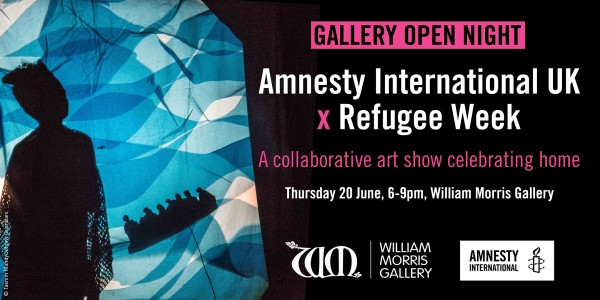 GALLERY OPEN NIGHT
Amnesty International UK
x Refugee Week
A collaborative art show celebrating home
Thursday 20 June, 6-9pm, William Morris Gallery
WM
WILLIAM
MORRIS
GALLERY
AMNESTY
INTERNATIONAL